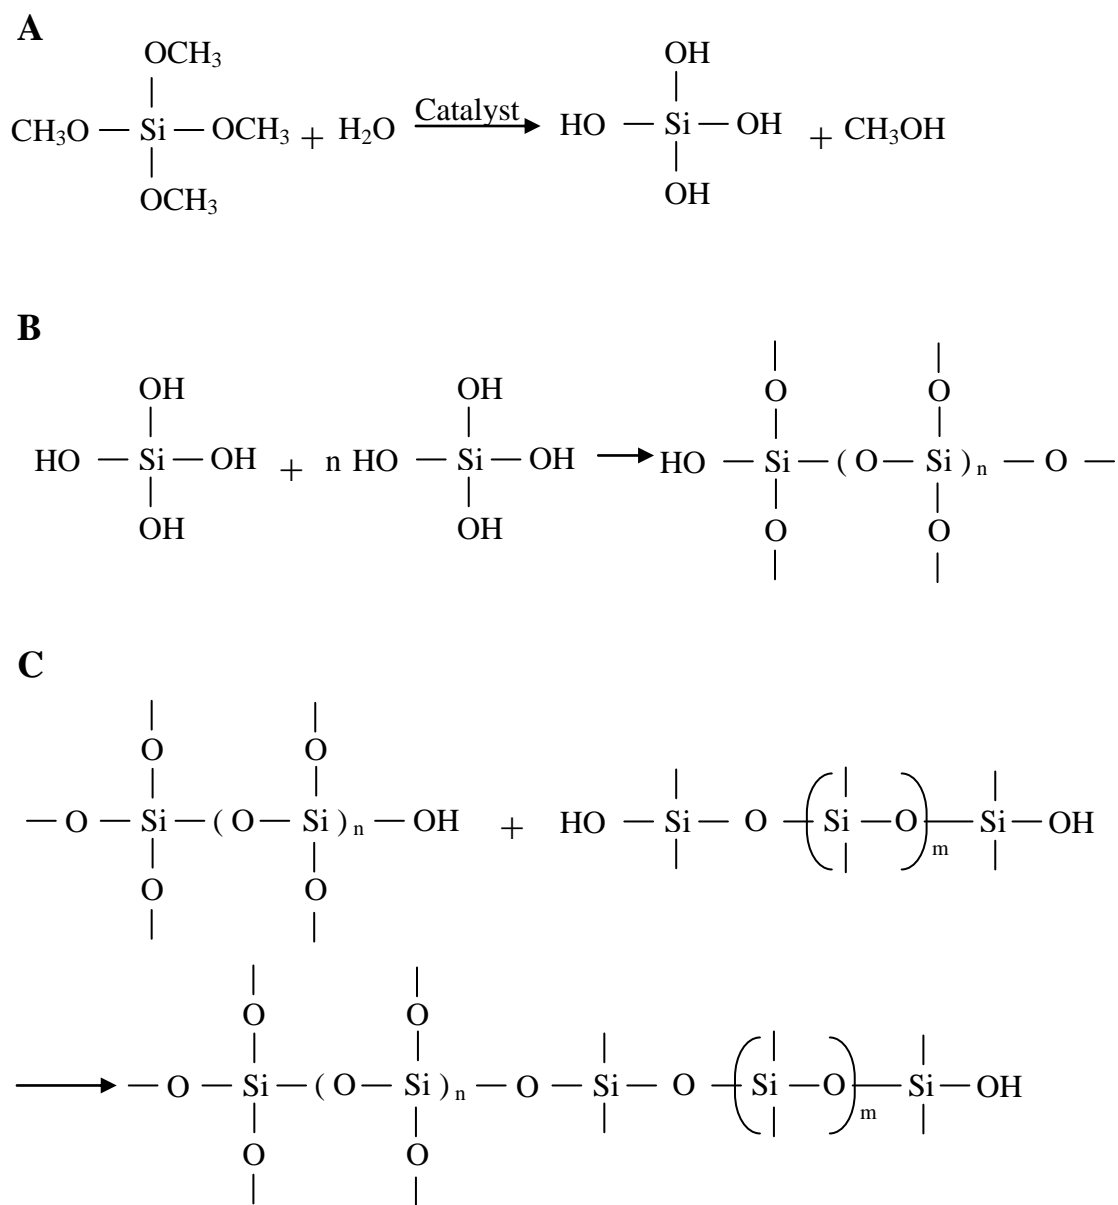 A
OCH₃
CH₃O — Si — OCH₃ + H₂O Catalyst HO — Si — OH + CH₃OH
OCH₃
OH
OH
B
OH
HO — Si — OH + n HO — Si — OH HO — Si — ( O — Si )ₙ — O —
OH
OH
OH
O
O
O
O
C
O
O
— O — Si — ( O — Si )ₙ — OH + HO — Si — O — ( Si — O )ₘ — Si — OH
O
O
O
O
— O — Si — ( O — Si )ₙ — O — Si — O — ( Si — O )ₘ — Si — OH
O
O